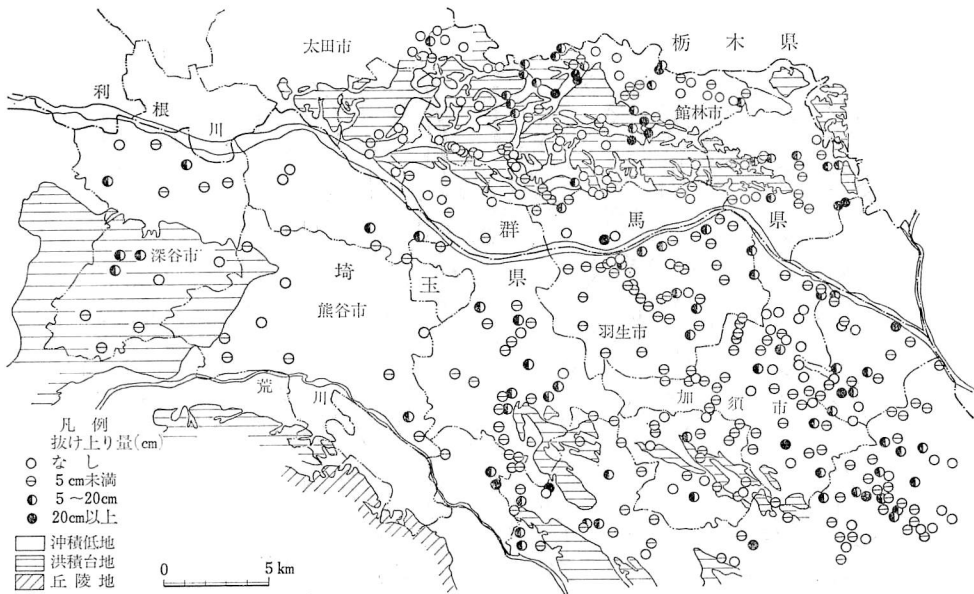 太田市
栃木県
利根川
館林市
群馬県
深谷市
埼玉県
熊谷市
羽生市
加須市
荒川
凡例
抜け上り量(cm)
なし
5cm未満
5～20cm
20cm以上
沖積低地
洪積台地
丘陵地
0 5km